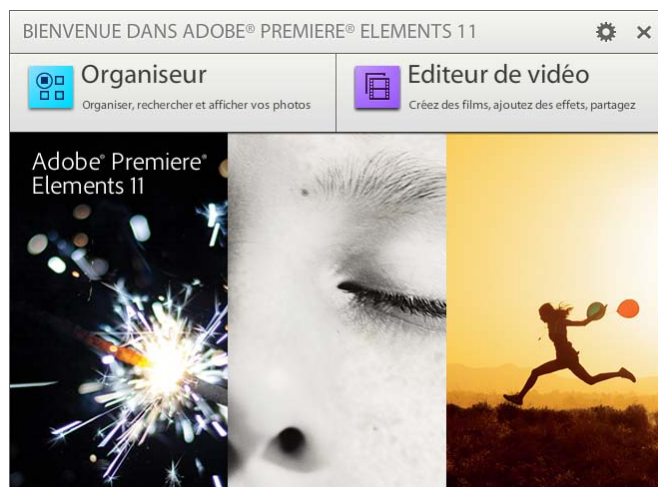 BIENVENUE DANS ADOBE® PREMIERE® ELEMENTS 11
Organiseur
Organiser, rechercher et afficher vos photos
Editeur de vidéo
Créez des films, ajoutez des effets, partagez
Adobe® Premiere®
Elements 11